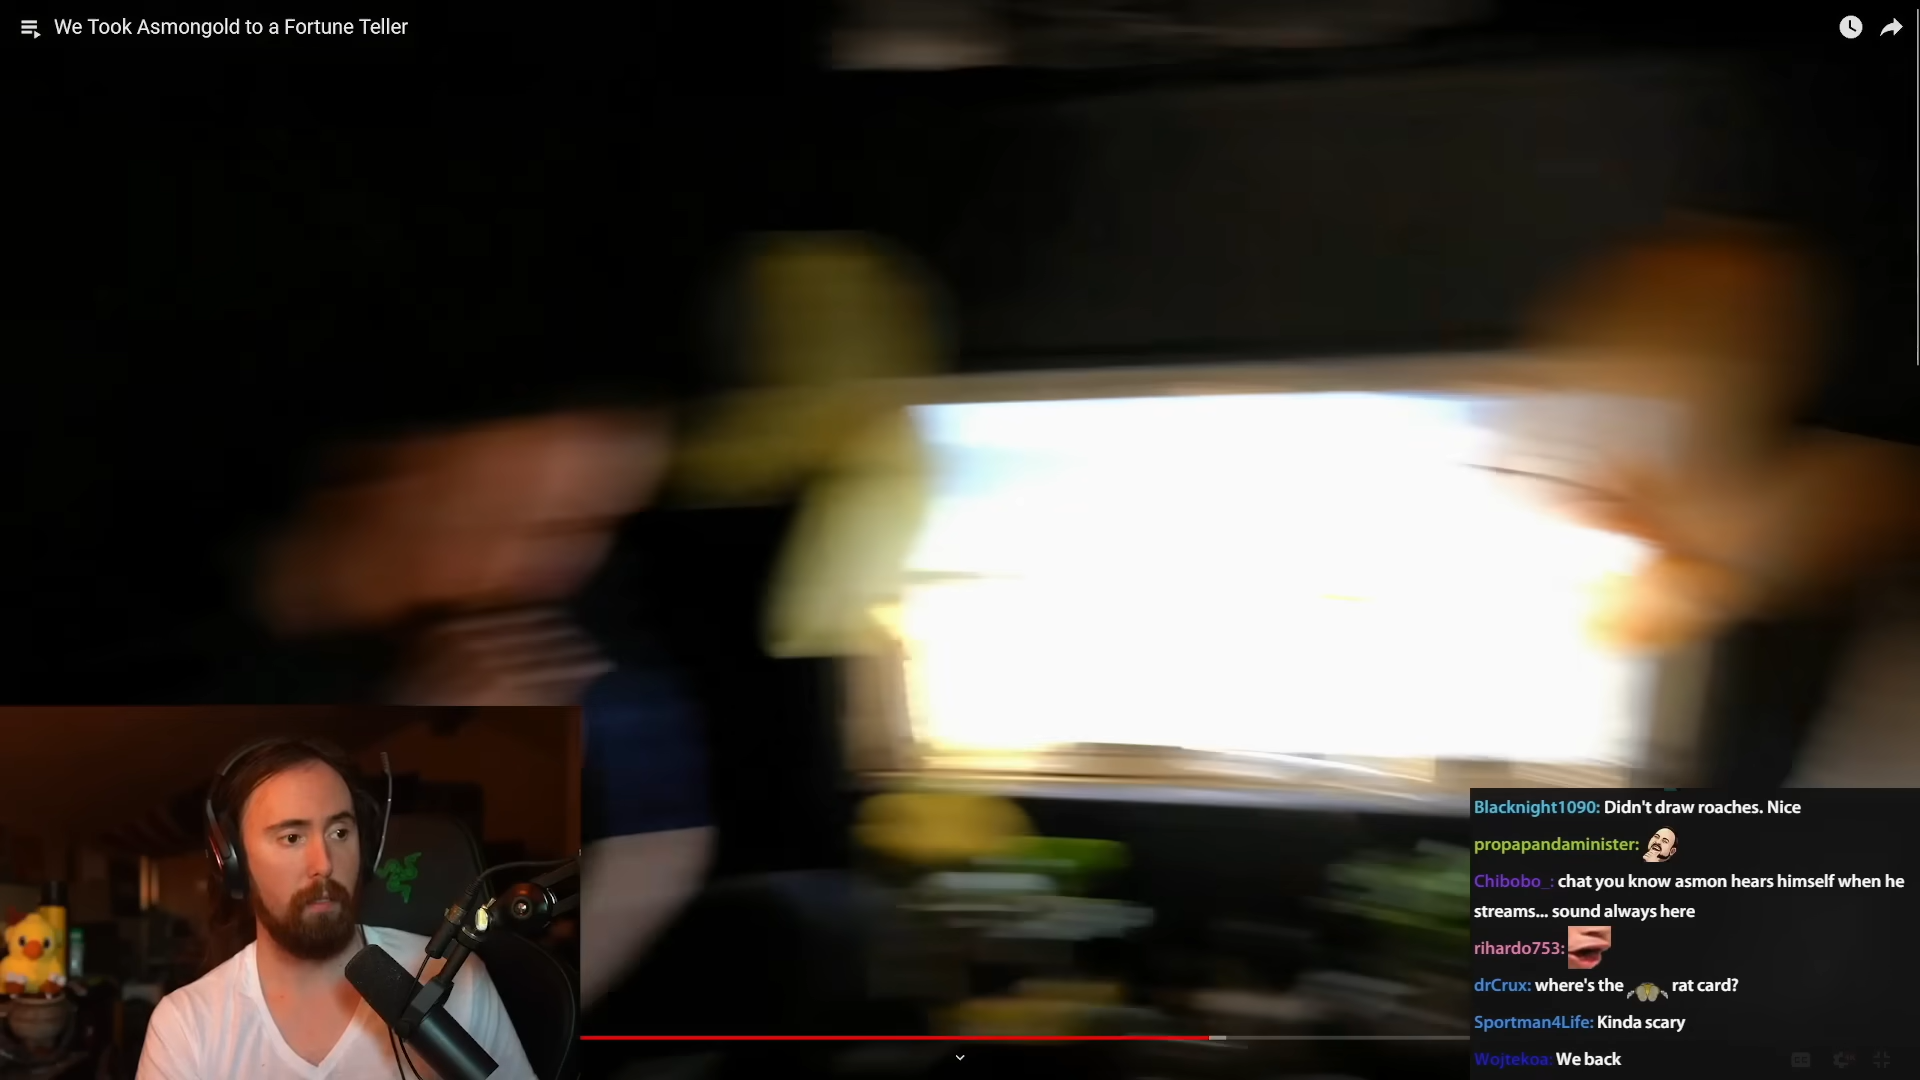 We Took Asmongold to a Fortune Teller
Blacknight1090: Didn't draw roaches. Nice
propapandaminister:
Chibobo_: chat you know asmon hears himself when he
streams... sound always here
rihardo753:
drCrux: where's the rat card?
Sportman4Life: Kinda scary
Wojtekoa: We back